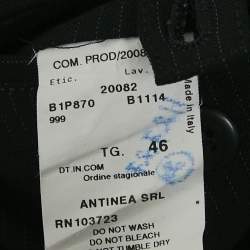 COM. PROD/2008
Etic. Lav.
20082
B1P870 B1114
999
Made in Italy
TG. 46
DT.IN.COM
Ordine stagionale
ANTINEA SRL
RN103723
DO NOT WASH
DO NOT BLEACH
DO NOT TUMBLE DRY